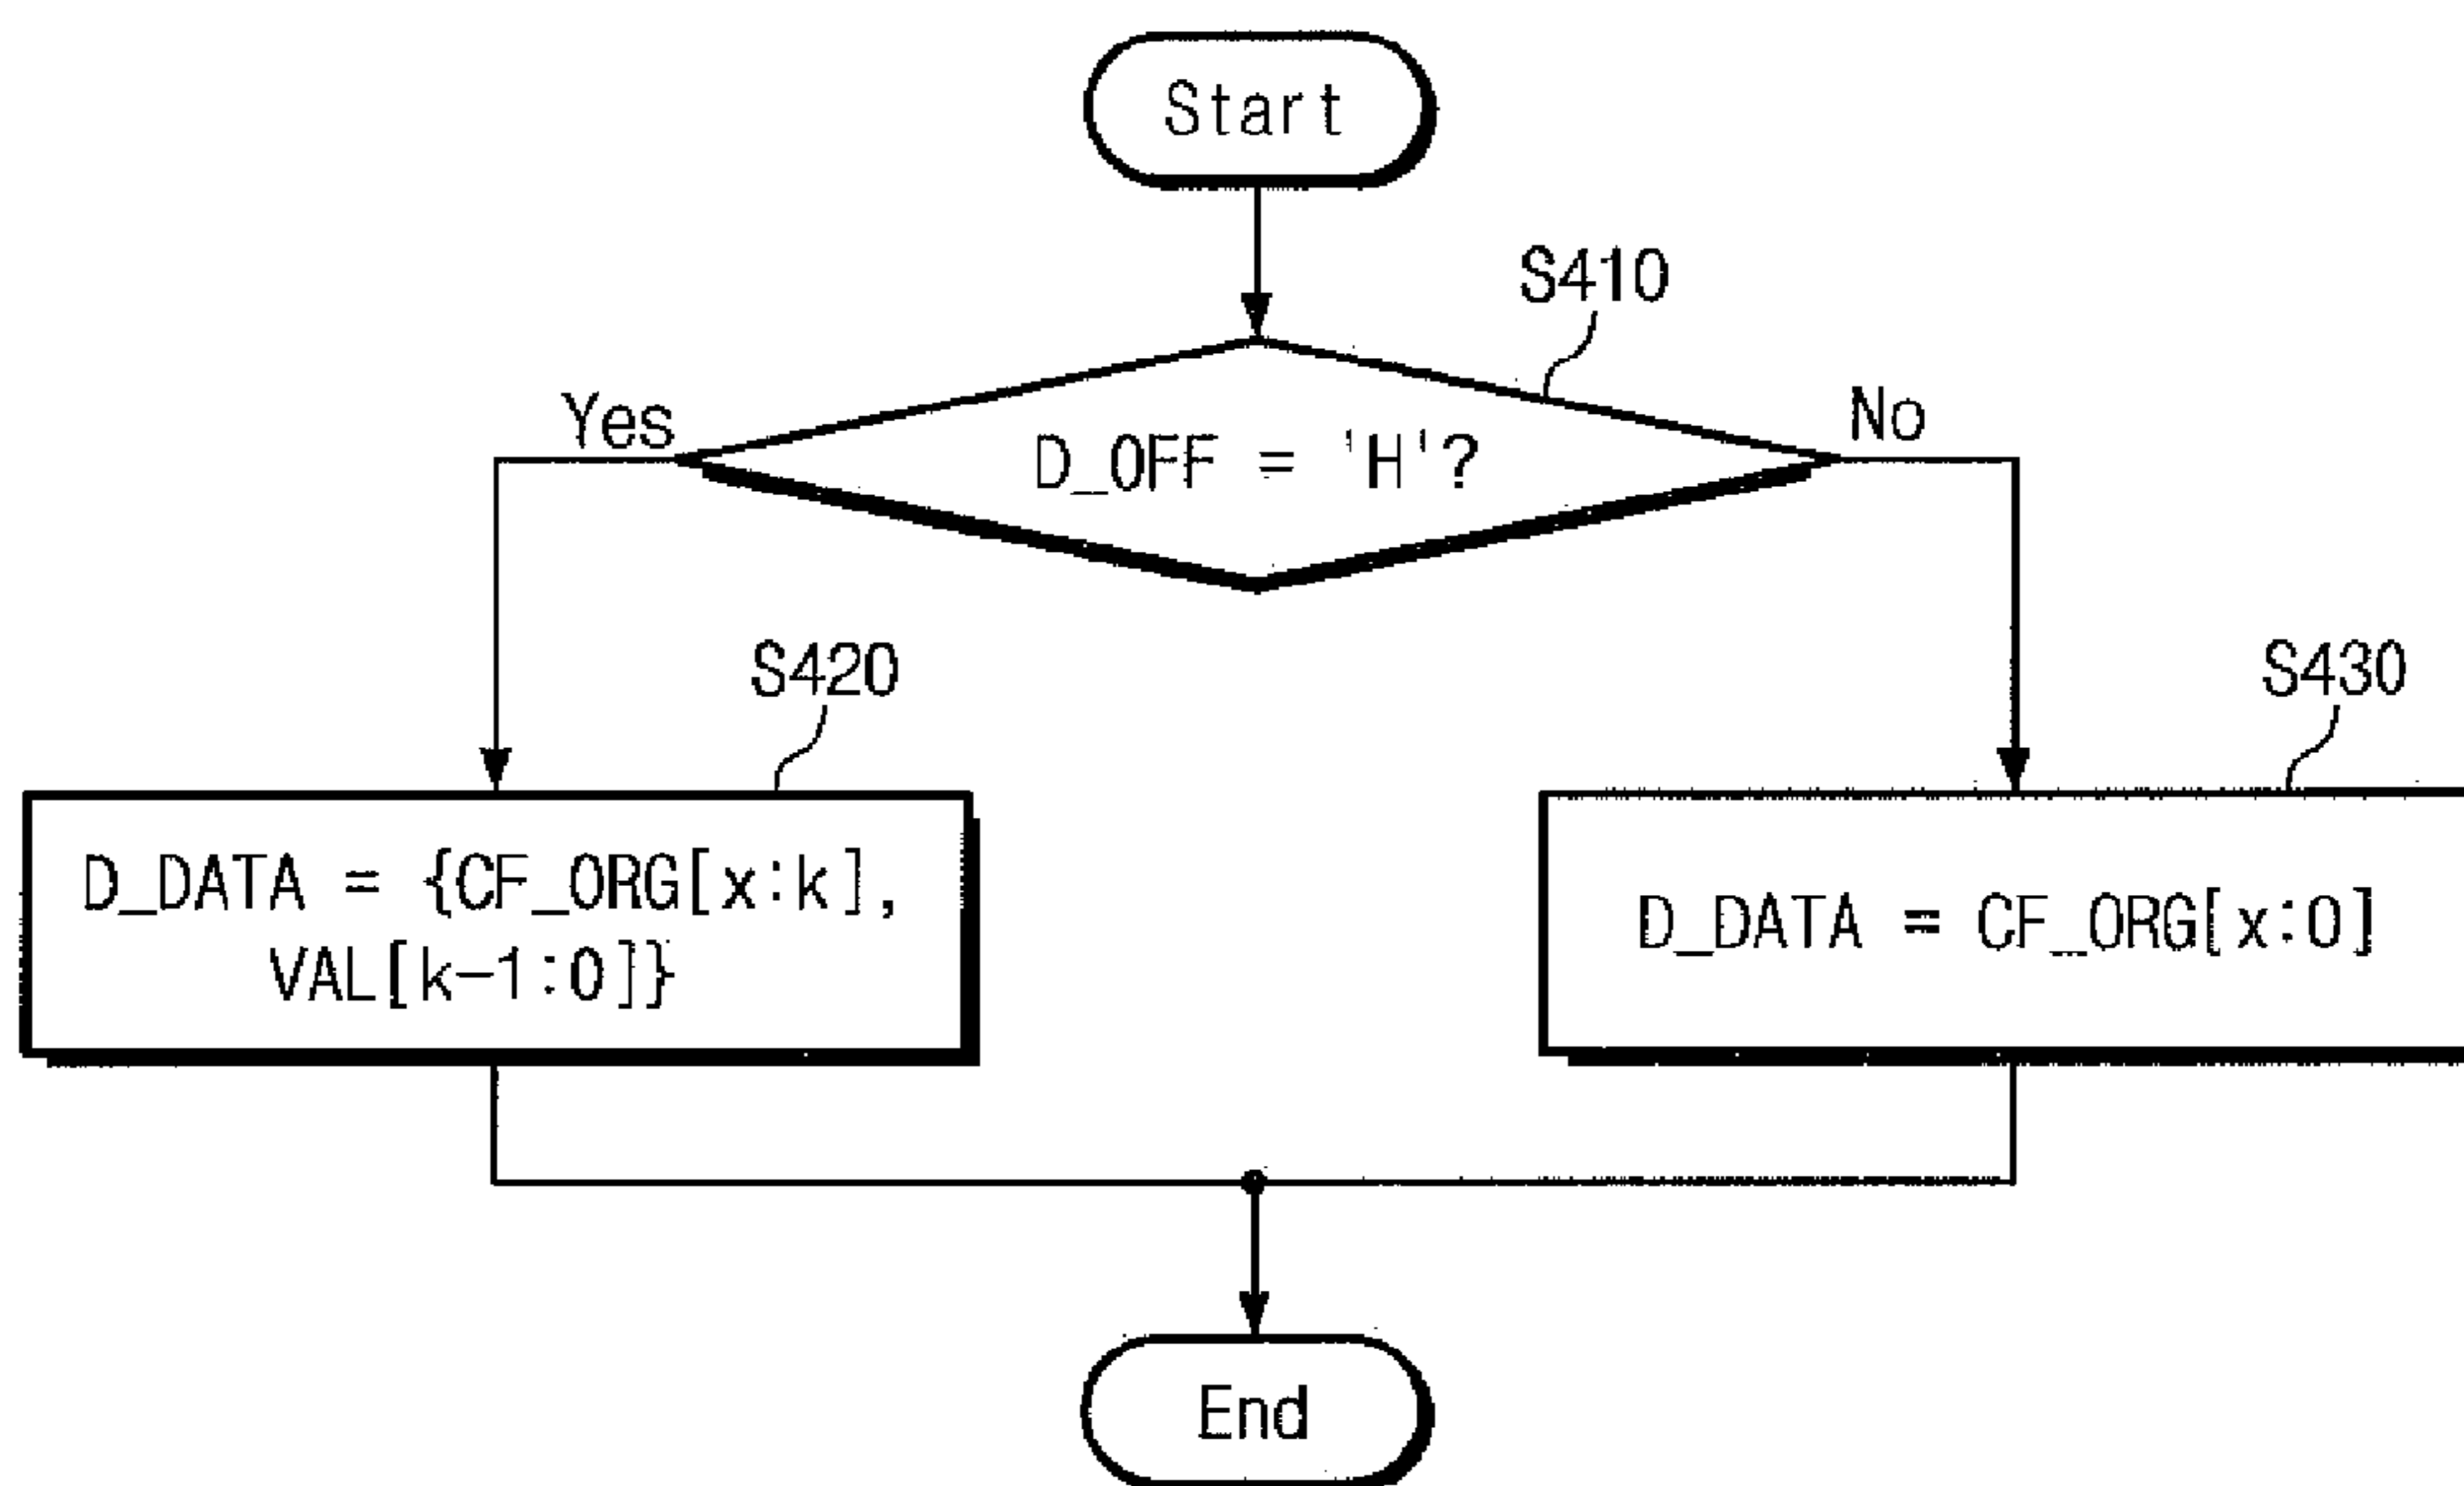 Start
S410
Yes
No
D_OFF = 'H'?
S420
S430
D_DATA = {CF_ORG[x:k],
VAL[k-1:0]}
D_DATA = CF_ORG[x:0]
End